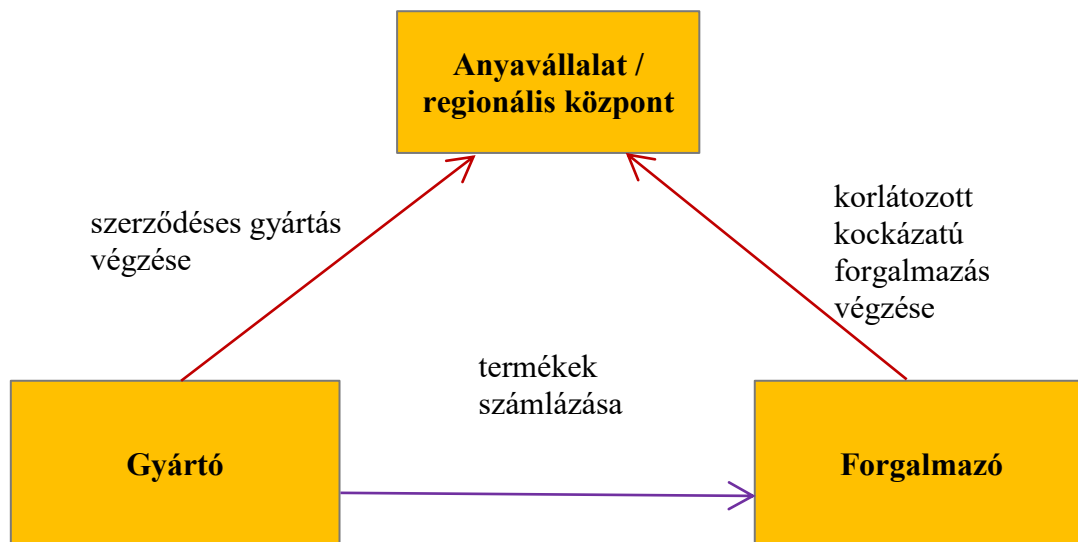 Anyavállalat /
regionális központ
szerződéses gyártás
végzése
korlátozott
kockázatú
forgalmazás
végzése
termékek
számlázása
Gyártó
Forgalmazó